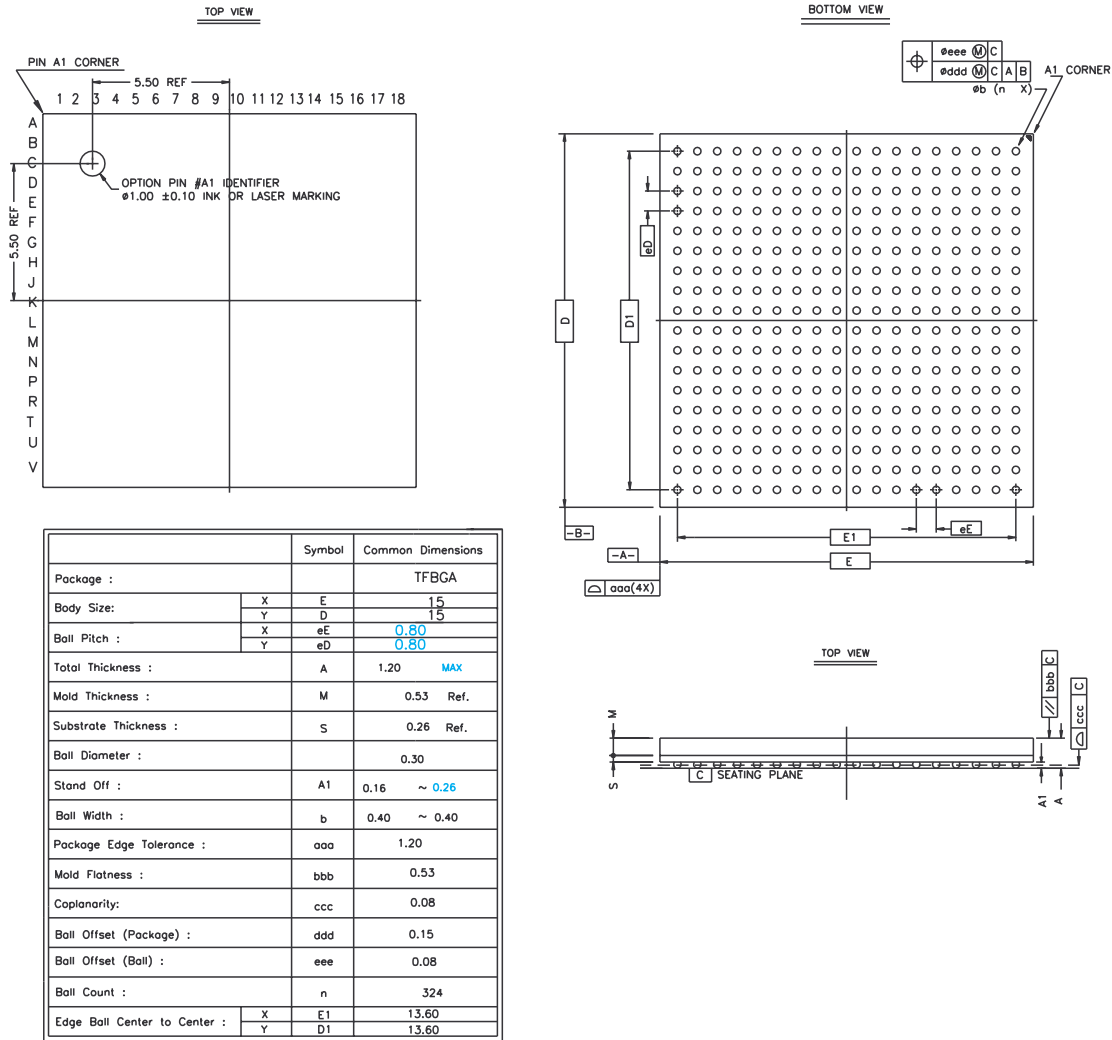 TOP VIEW
PIN A1 CORNER
5.50 REF
1 2 3 4 5 6 7 8 9 10 11 12 13 14 15 16 17 18
A
B
C
D
E
F
G
H
J
K
L
M
N
P
R
T
U
V
5.50 REF
OPTION PIN #A1 IDENTIFIER
ø1.00 ±0.10 INK OR LASER MARKING
BOTTOM VIEW
øeee Ⓜ C
øddd Ⓜ C A B
øb (n X)
A1 CORNER
eD
D
D1
-B-
-A-
E1
eE
E
aaa(4X)
TOP VIEW
M
S
C SEATING PLANE
bbb C
ccc C
A1
A
Symbol Common Dimensions
Package : TFBGA
Body Size: X E 15
Y D 15
Ball Pitch : X eE 0.80
Y eD 0.80
Total Thickness : A 1.20 MAX
Mold Thickness : M 0.53 Ref.
Substrate Thickness : S 0.26 Ref.
Ball Diameter : 0.30
Stand Off : A1 0.16 ~ 0.26
Ball Width : b 0.40 ~ 0.40
Package Edge Tolerance : aaa 1.20
Mold Flatness : bbb 0.53
Coplanarity: ccc 0.08
Ball Offset (Package) : ddd 0.15
Ball Offset (Ball) : eee 0.08
Ball Count : n 324
Edge Ball Center to Center : X E1 13.60
Y D1 13.60